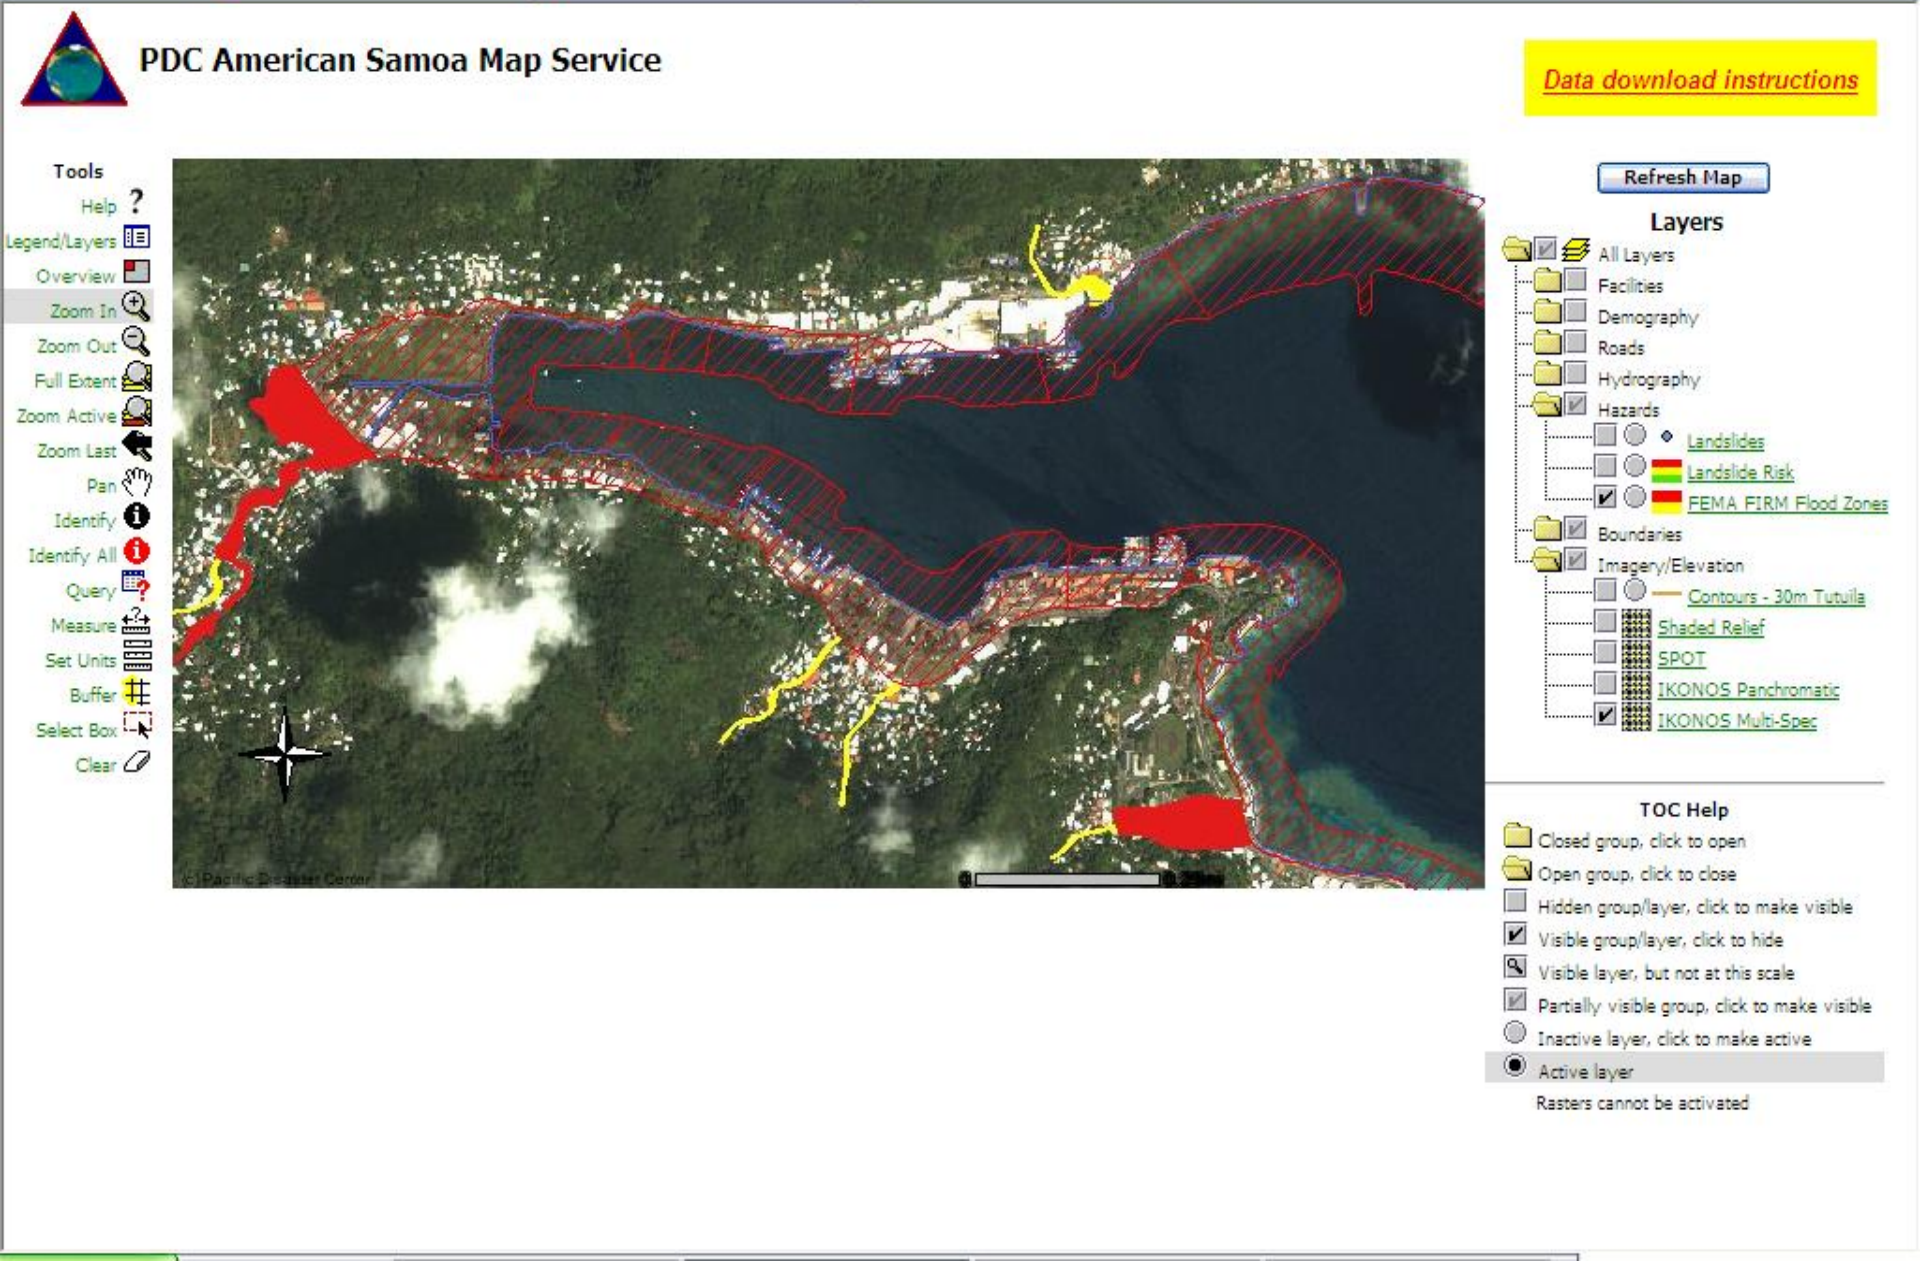 PDC American Samoa Map Service
Data download instructions
Tools
Help ?
Legend/Layers
Overview
Zoom In
Zoom Out
Full Extent
Zoom Active
Zoom Last
Pan
Identify
Identify All
Query
Measure
Set Units
Buffer
Select Box
Clear
(c) Pacific Disaster Center
0
Refresh Map
Layers
All Layers
Facilities
Demography
Roads
Hydrography
Hazards
Landslides
Landslide Risk
FEMA FIRM Flood Zones
Boundaries
Imagery/Elevation
Contours - 30m Tutuila
Shaded Relief
SPOT
IKONOS Panchromatic
IKONOS Multi-Spec
TOC Help
Closed group, click to open
Open group, click to close
Hidden group/layer, click to make visible
Visible group/layer, click to hide
Visible layer, but not at this scale
Partially visible group, click to make visible
Inactive layer, click to make active
Active layer
Rasters cannot be activated